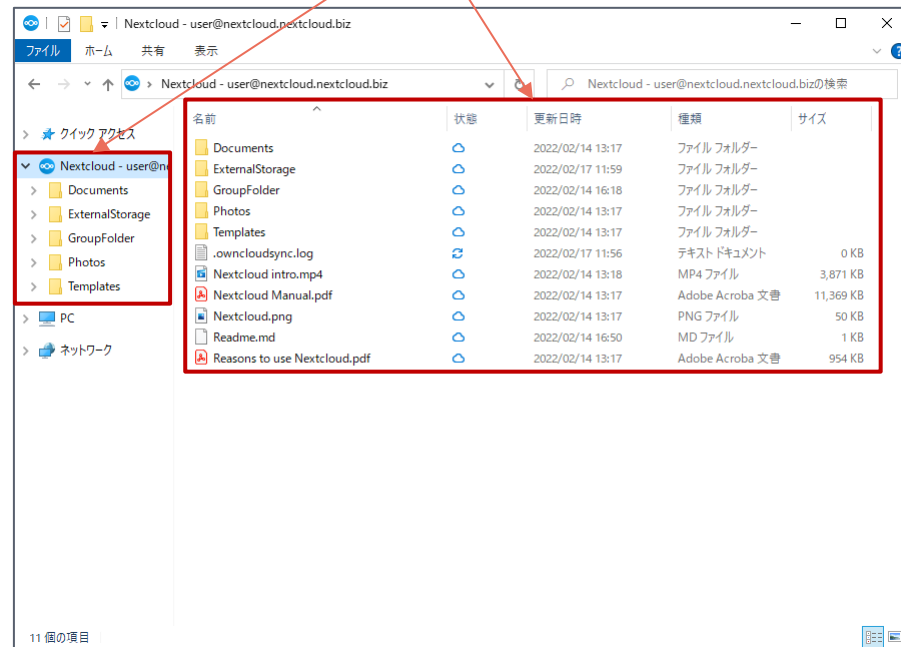 Nextcloud - user@nextcloud.nextcloud.biz
ファイル ホーム 共有 表示
Nextcloud - user@nextcloud.nextcloud.biz
Nextcloud - user@nextcloud.nextcloud.bizの検索
クイック アクセス
Nextcloud - user@n
Documents
ExternalStorage
GroupFolder
Photos
Templates
PC
ネットワーク
名前 状態 更新日時 種類 サイズ
Documents 2022/02/14 13:17 ファイル フォルダー
ExternalStorage 2022/02/17 11:59 ファイル フォルダー
GroupFolder 2022/02/14 16:18 ファイル フォルダー
Photos 2022/02/14 13:17 ファイル フォルダー
Templates 2022/02/14 13:17 ファイル フォルダー
.owncloudsync.log 2022/02/17 11:56 テキスト ドキュメント 0 KB
Nextcloud intro.mp4 2022/02/14 13:18 MP4 ファイル 3,871 KB
Nextcloud Manual.pdf 2022/02/14 13:17 Adobe Acroba 文書 11,369 KB
Nextcloud.png 2022/02/14 13:17 PNG ファイル 50 KB
Readme.md 2022/02/14 16:50 MD ファイル 1 KB
Reasons to use Nextcloud.pdf 2022/02/14 13:17 Adobe Acroba 文書 954 KB
11 個の項目